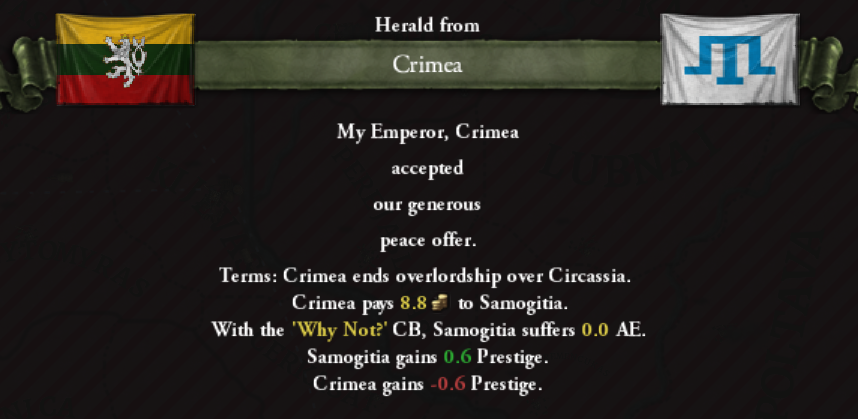 Herald from
Crimea
My Emperor, Crimea
accepted
our generous
peace offer.
Terms: Crimea ends overlordship over Circassia.
Crimea pays 8.8 to Samogitia.
With the 'Why Not?' CB, Samogitia suffers 0.0 AE.
Samogitia gains 0.6 Prestige.
Crimea gains -0.6 Prestige.